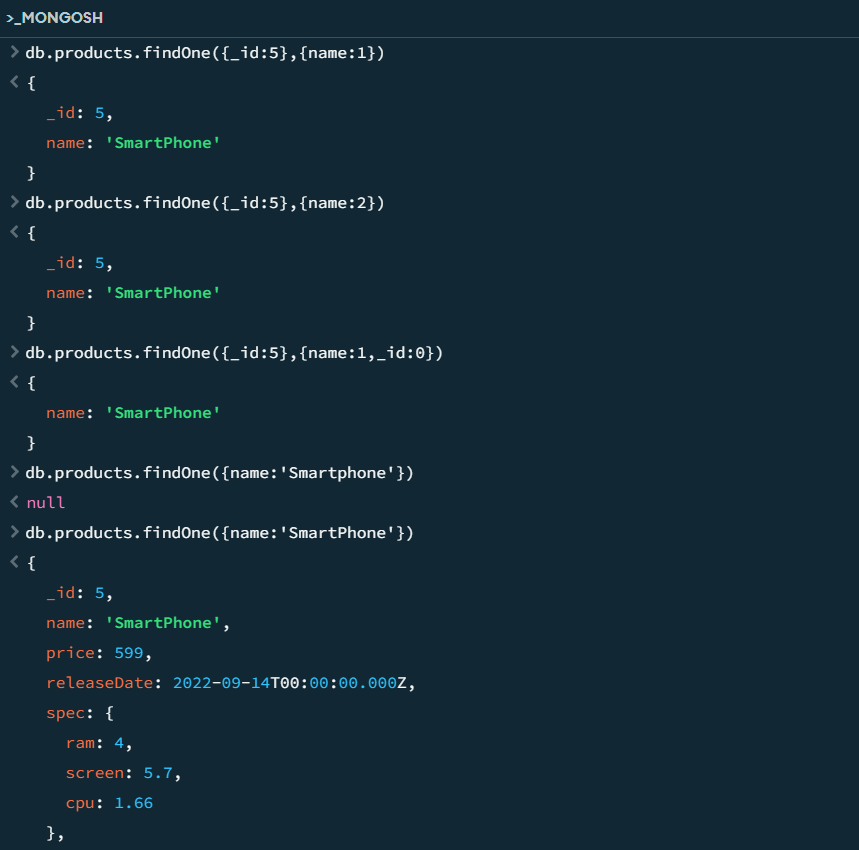 >_MONGOSH
> db.products.findOne({_id:5},{name:1})
< {
_id: 5,
name: 'SmartPhone'
}
> db.products.findOne({_id:5},{name:2})
< {
_id: 5,
name: 'SmartPhone'
}
> db.products.findOne({_id:5},{name:1,_id:0})
< {
name: 'SmartPhone'
}
> db.products.findOne({name:'Smartphone'})
< null
> db.products.findOne({name:'SmartPhone'})
< {
_id: 5,
name: 'SmartPhone',
price: 599,
releaseDate: 2022-09-14T00:00:00.000Z,
spec: {
ram: 4,
screen: 5.7,
cpu: 1.66
},